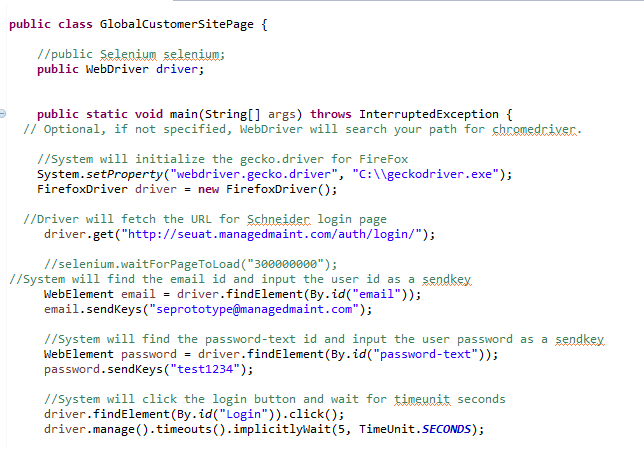 public class GlobalCustomerSitePage {
//public Selenium selenium;
public WebDriver driver;
public static void main(String[] args) throws InterruptedException {
// Optional, if not specified, WebDriver will search your path for chromedriver.
//System will initialize the gecko.driver for FireFox
System.setProperty("webdriver.gecko.driver", "C:\\geckodriver.exe");
FirefoxDriver driver = new FirefoxDriver();
//Driver will fetch the URL for Schneider login page
driver.get("http://seuat.managedmaint.com/auth/login/");
//selenium.waitForPageToLoad("300000000");
//System will find the email id and input the user id as a sendkey
WebElement email = driver.findElement(By.id("email"));
email.sendKeys("seprototype@managedmaint.com");
//System will find the password-text id and input the user password as a sendkey
WebElement password = driver.findElement(By.id("password-text"));
password.sendKeys("test1234");
//System will click the login button and wait for timeunit seconds
driver.findElement(By.id("Login")).click();
driver.manage().timeouts().implicitlyWait(5, TimeUnit.SECONDS);